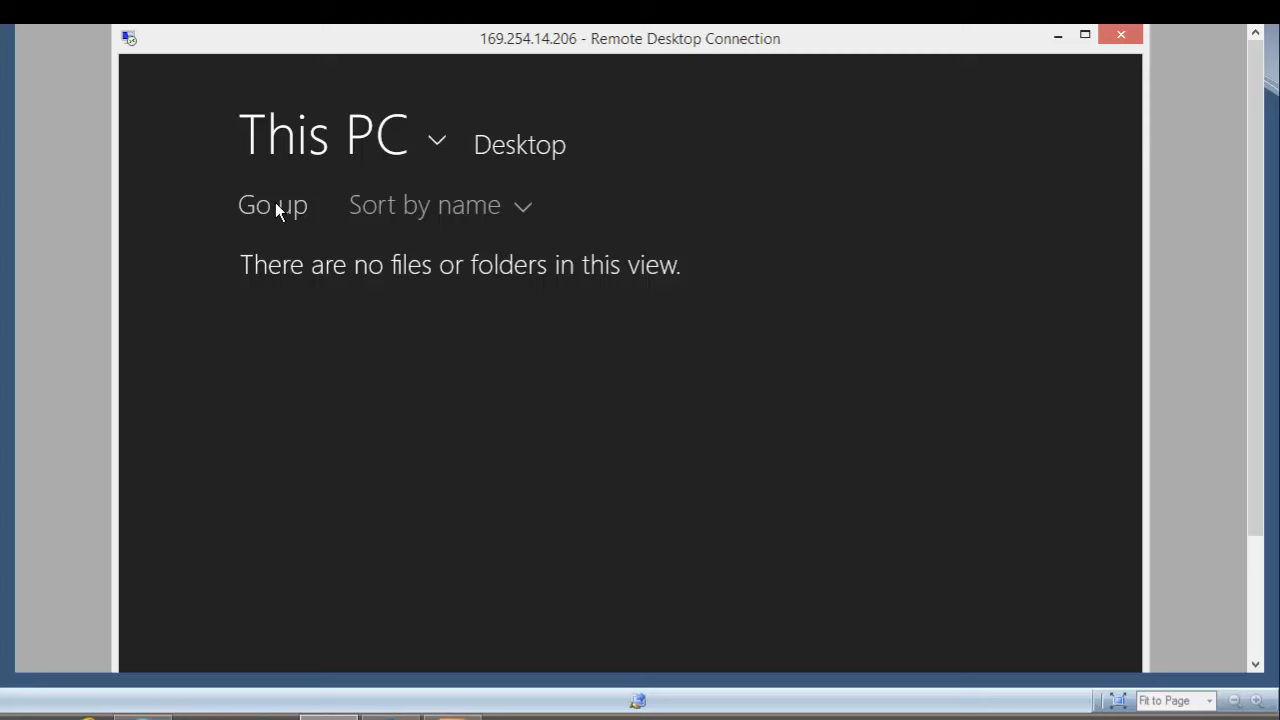 169.254.14.206 - Remote Desktop Connection
This PC Desktop
Go up Sort by name
There are no files or folders in this view.
Fit to Page